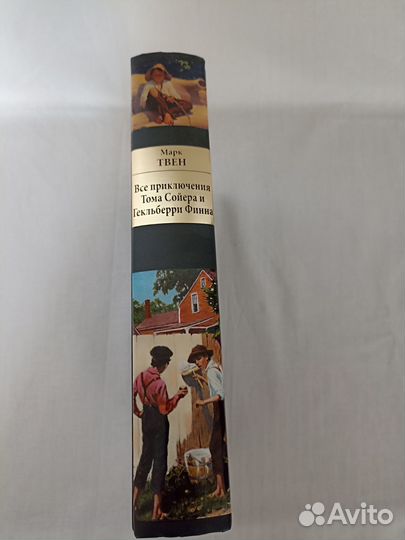 Марк
ТВЕН
Все приключения
Тома Сойера и
Гекльберри Финна
Avito